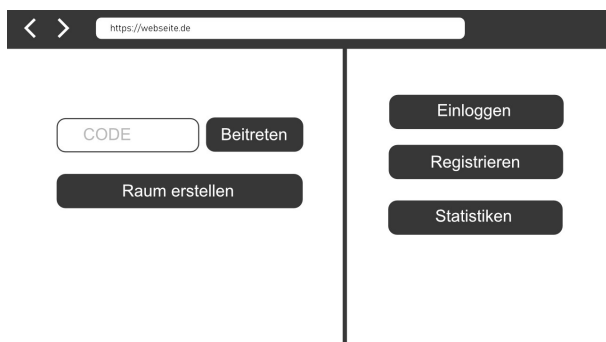 https://webseite.de
CODE
Beitreten
Raum erstellen
Einloggen
Registrieren
Statistiken